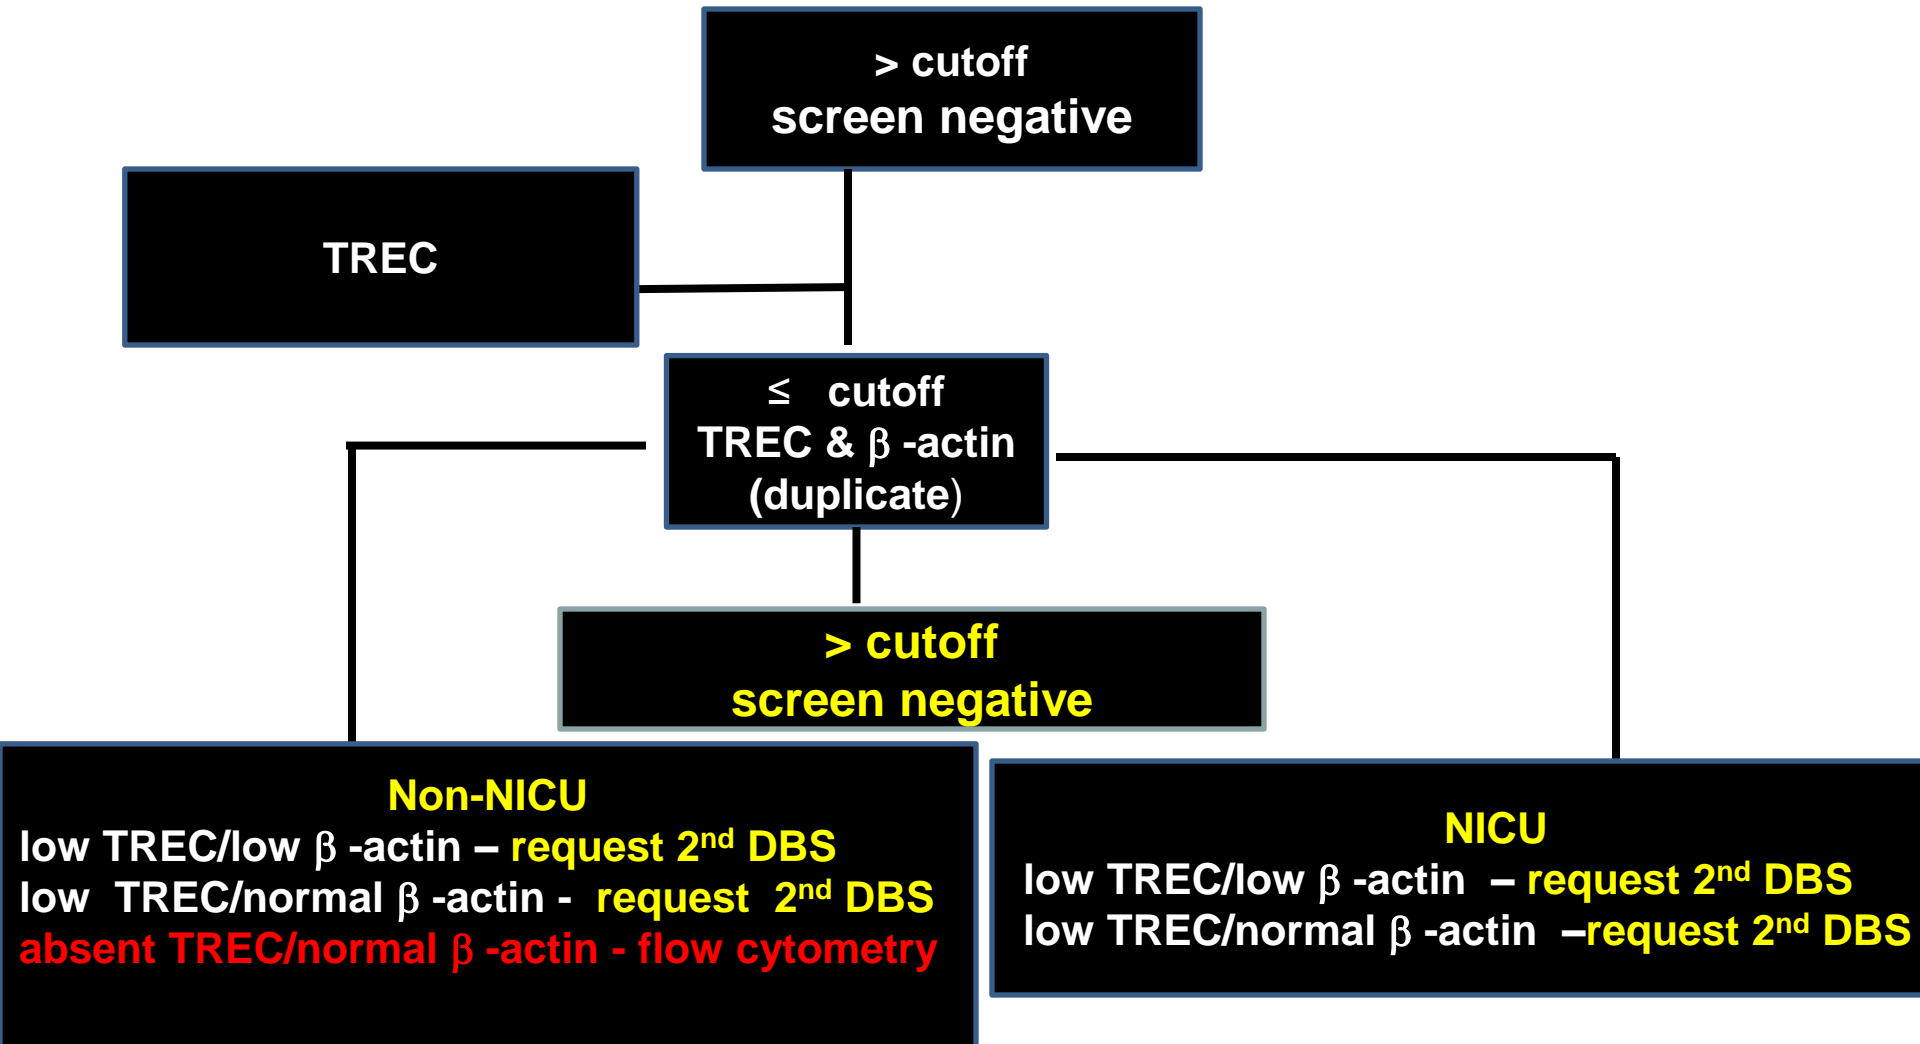 > cutoff
screen negative
TREC
≤ cutoff
TREC & β -actin
(duplicate)
> cutoff
screen negative
Non-NICU
low TREC/low β -actin – request 2nd DBS
low TREC/normal β -actin - request 2nd DBS
absent TREC/normal β -actin - flow cytometry
NICU
low TREC/low β -actin – request 2nd DBS
low TREC/normal β -actin –request 2nd DBS